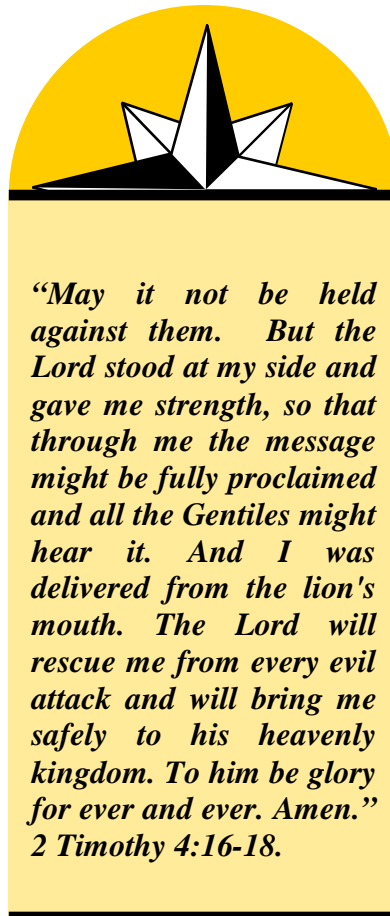 “May it not be held
against them.  But the
Lord stood at my side and
gave me strength, so that
through me the message
might be fully proclaimed
and all the Gentiles might
hear it. And I was
delivered from the lion's
mouth. The Lord will
rescue me from every evil
attack and will bring me
safely to his heavenly
kingdom. To him be glory
for ever and ever. Amen.”
2 Timothy 4:16-18.